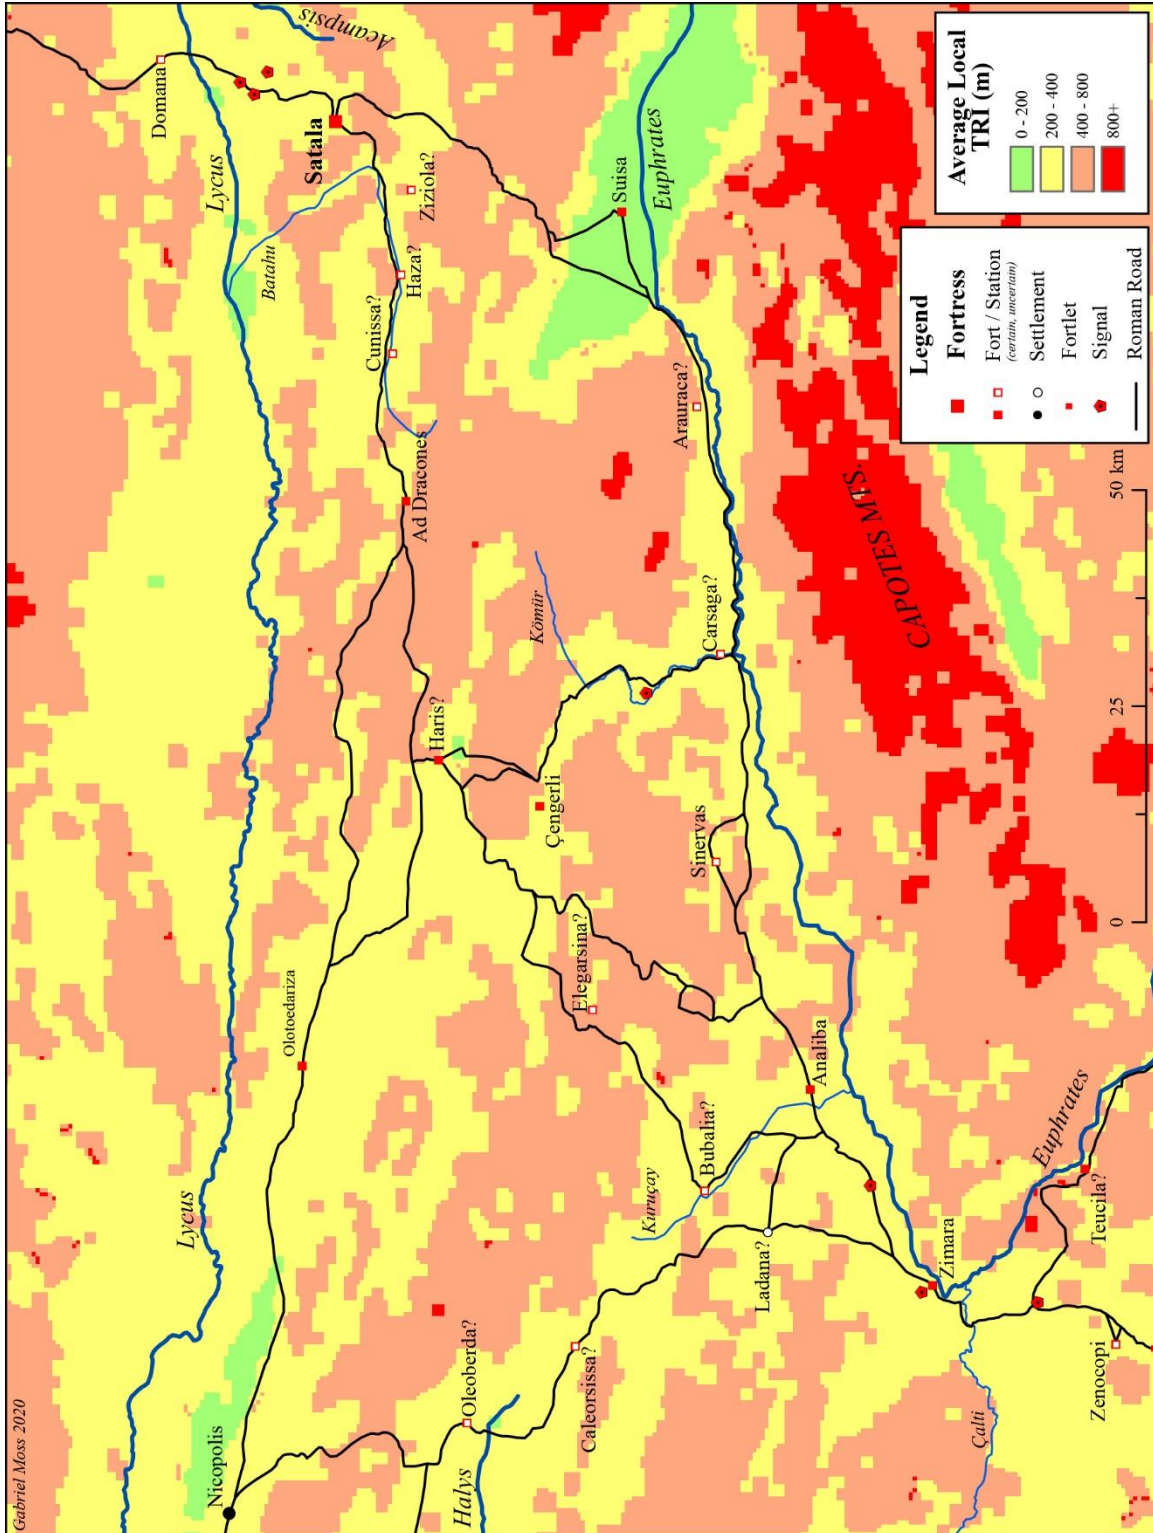 Gabriel Moss 2020
Nicopolis
Lycus
Lycus
Domana
Acampsis
Satala
Batahu
Ziziola?
Haza?
Cunissa?
Ad Dracones
Olotoedariza
Haris?
Kömür
Çengerli
Suisa
Euphrates
Arauraca?
Carsaga?
CAPOTES MTS.
Sinervas
Elegarsina?
Analiba
Bubalia?
Kuruçay
Ladana?
Oleoberda?
Halys
Caleorsissa?
Zimara
Çalti
Zenocopi
Teucila?
Euphrates
0 25 50 km
Legend
Fortress
Fort / Station
(certain, uncertain)
Settlement
Fortlet
Signal
Roman Road
Average Local
TRI (m)
0 - 200
200 - 400
400 - 800
800+